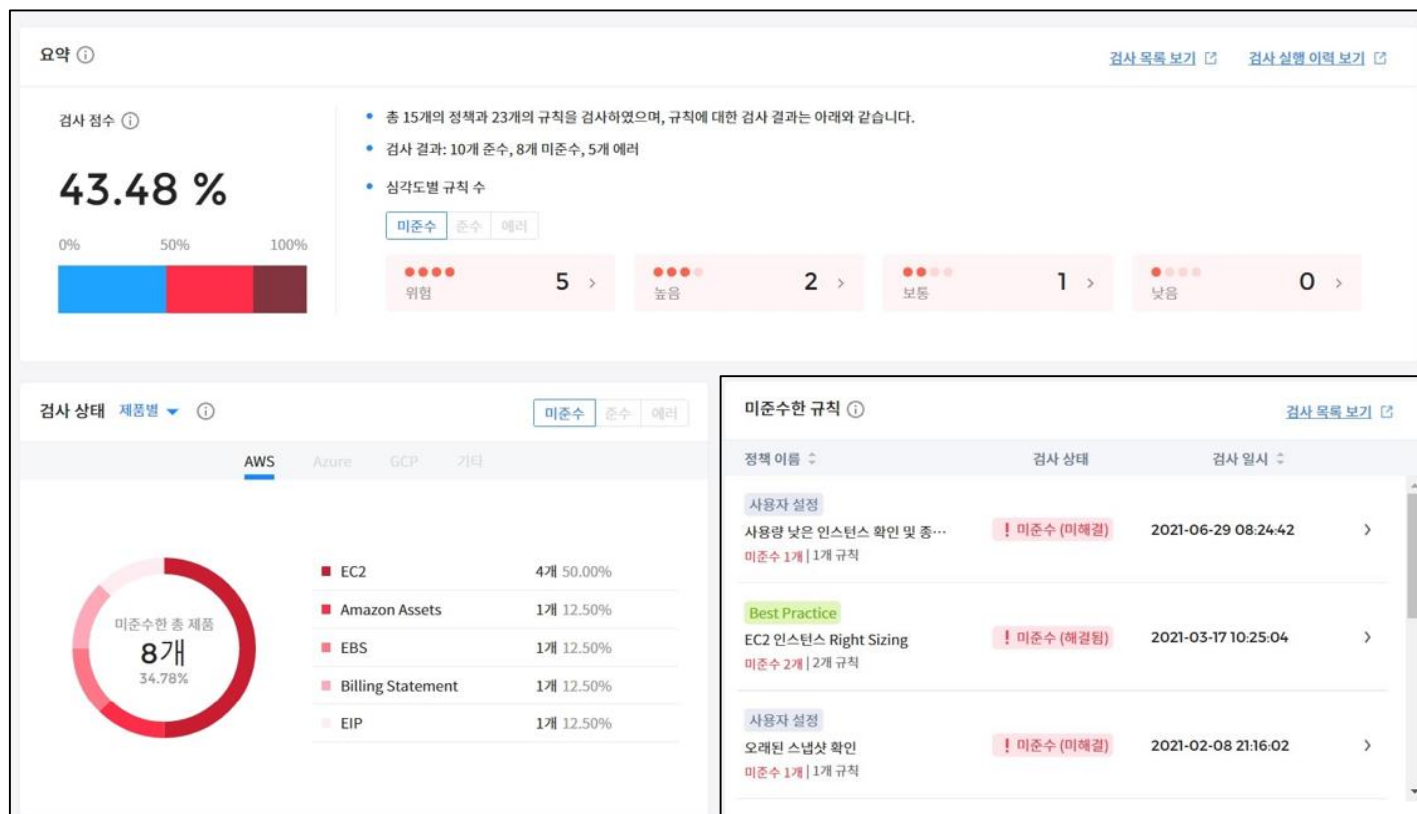 요약
검사 목록 보기
검사 실행 이력 보기
검사 점수
43.48 %
0% 50% 100%
총 15개의 정책과 23개의 규칙을 검사하였으며, 규칙에 대한 검사 결과는 아래와 같습니다.
검사 결과: 10개 준수, 8개 미준수, 5개 에러
심각도별 규칙 수
미준수 준수 에러
위험 5
높음 2
보통 1
낮음 0
검사 상태 제품별
미준수 준수 에러
AWS Azure GCP 기타
미준수한 총 제품
8개
34.78%
EC2 4개 50.00%
Amazon Assets 1개 12.50%
EBS 1개 12.50%
Billing Statement 1개 12.50%
EIP 1개 12.50%
미준수한 규칙
검사 목록 보기
정책 이름 검사 상태 검사 일시
사용자 설정
사용량 낮은 인스턴스 확인 및 종… ! 미준수 (미해결) 2021-06-29 08:24:42
미준수 1개 | 1개 규칙
Best Practice
EC2 인스턴스 Right Sizing ! 미준수 (해결됨) 2021-03-17 10:25:04
미준수 2개 | 2개 규칙
사용자 설정
오래된 스냅샷 확인 ! 미준수 (미해결) 2021-02-08 21:16:02
미준수 1개 | 1개 규칙